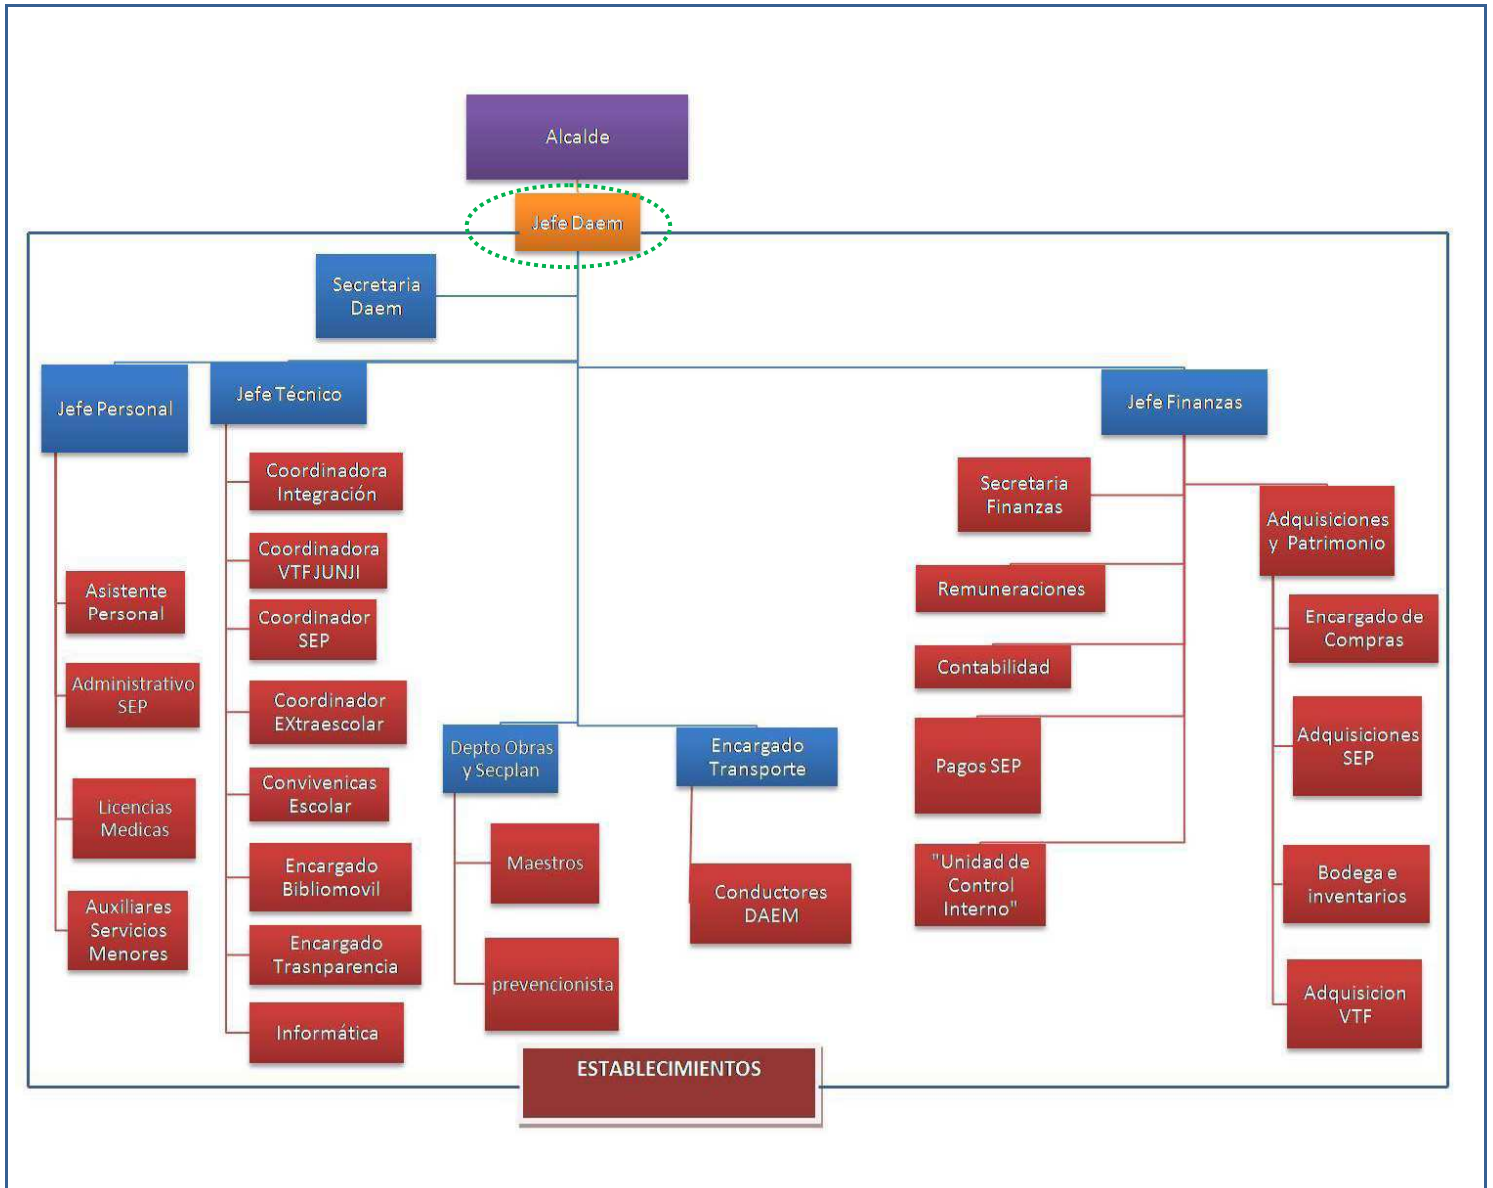 Alcalde
Jefe Daem
Secretaria
Daem
Jefe Personal
Asistente
Personal
Administrativo
SEP
Licencias
Medicas
Auxiliares
Servicios
Menores
Jefe Técnico
Coordinadora
Integración
Coordinadora
VTF JUNJI
Coordinador
SEP
Coordinador
EXtraescolar
Convivenicas
Escolar
Encargado
Bibliomovil
Encargado
Trasnparencia
Informática
Depto Obras
y Secplan
Maestros
prevencionista
Encargado
Transporte
Conductores
DAEM
Jefe Finanzas
Secretaria
Finanzas
Remuneraciones
Contabilidad
Pagos SEP
"Unidad de
Control
Interno"
Adquisiciones
y Patrimonio
Encargado de
Compras
Adquisiciones
SEP
Bodega e
inventarios
Adquisicion
VTF
ESTABLECIMIENTOS